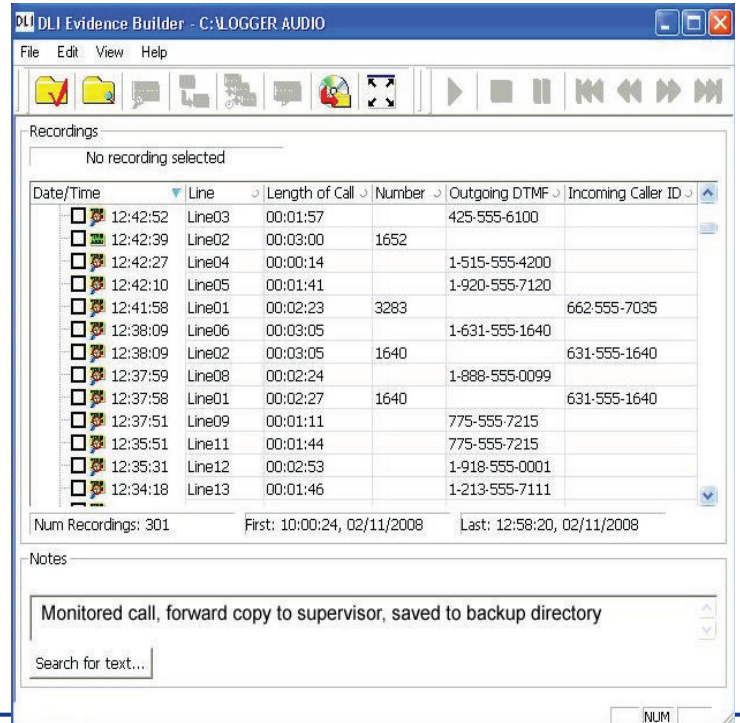 DLI DLI Evidence Builder - C:\LOGGER AUDIO
File Edit View Help
Recordings
No recording selected
Date/Time Line Length of Call Number Outgoing DTMF Incoming Caller ID
12:42:52 Line03 00:01:57 425-555-6100
12:42:39 Line02 00:03:00 1652
12:42:27 Line04 00:00:14 1-515-555-4200
12:42:10 Line05 00:01:41 1-920-555-7120
12:41:58 Line01 00:02:23 3283 662-555-7035
12:38:09 Line06 00:03:05 1-631-555-1640
12:38:09 Line02 00:03:05 1640 631-555-1640
12:37:59 Line08 00:02:24 1-888-555-0099
12:37:58 Line01 00:02:27 1640 631-555-1640
12:37:51 Line09 00:01:11 775-555-7215
12:35:51 Line11 00:01:44 775-555-7215
12:35:31 Line12 00:02:53 1-918-555-0001
12:34:18 Line13 00:01:46 1-213-555-7111
Num Recordings: 301 First: 10:00:24, 02/11/2008 Last: 12:58:20, 02/11/2008
Notes
Monitored call, forward copy to supervisor, saved to backup directory
Search for text...
NUM